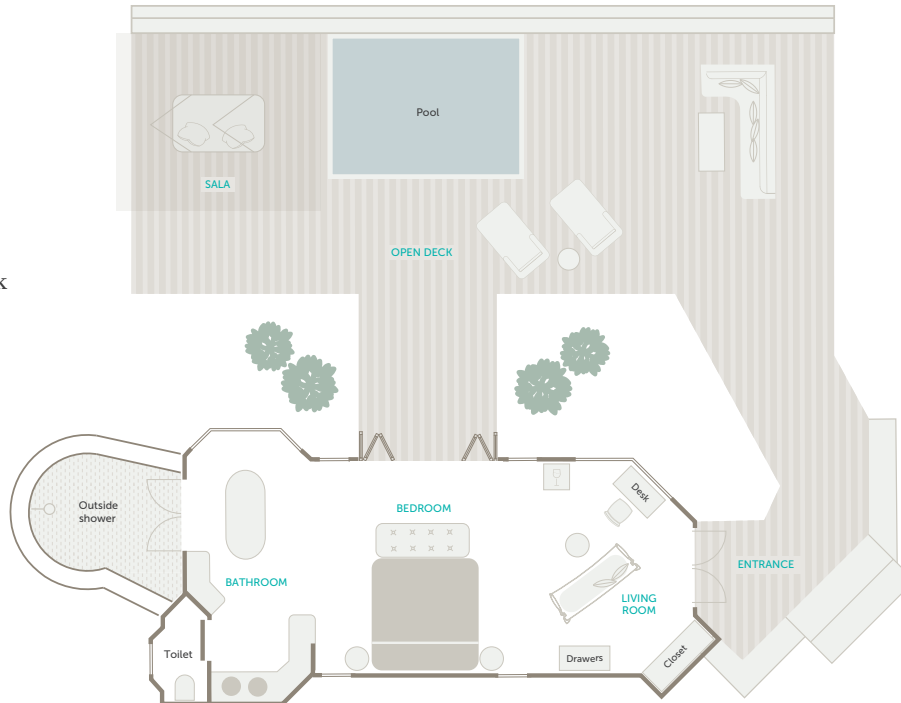 Pool
SALA
OPEN DECK
k
Outside
shower
BEDROOM
Desk
BATHROOM
ENTRANCE
LIVING
ROOM
Toilet
Drawers
Closet